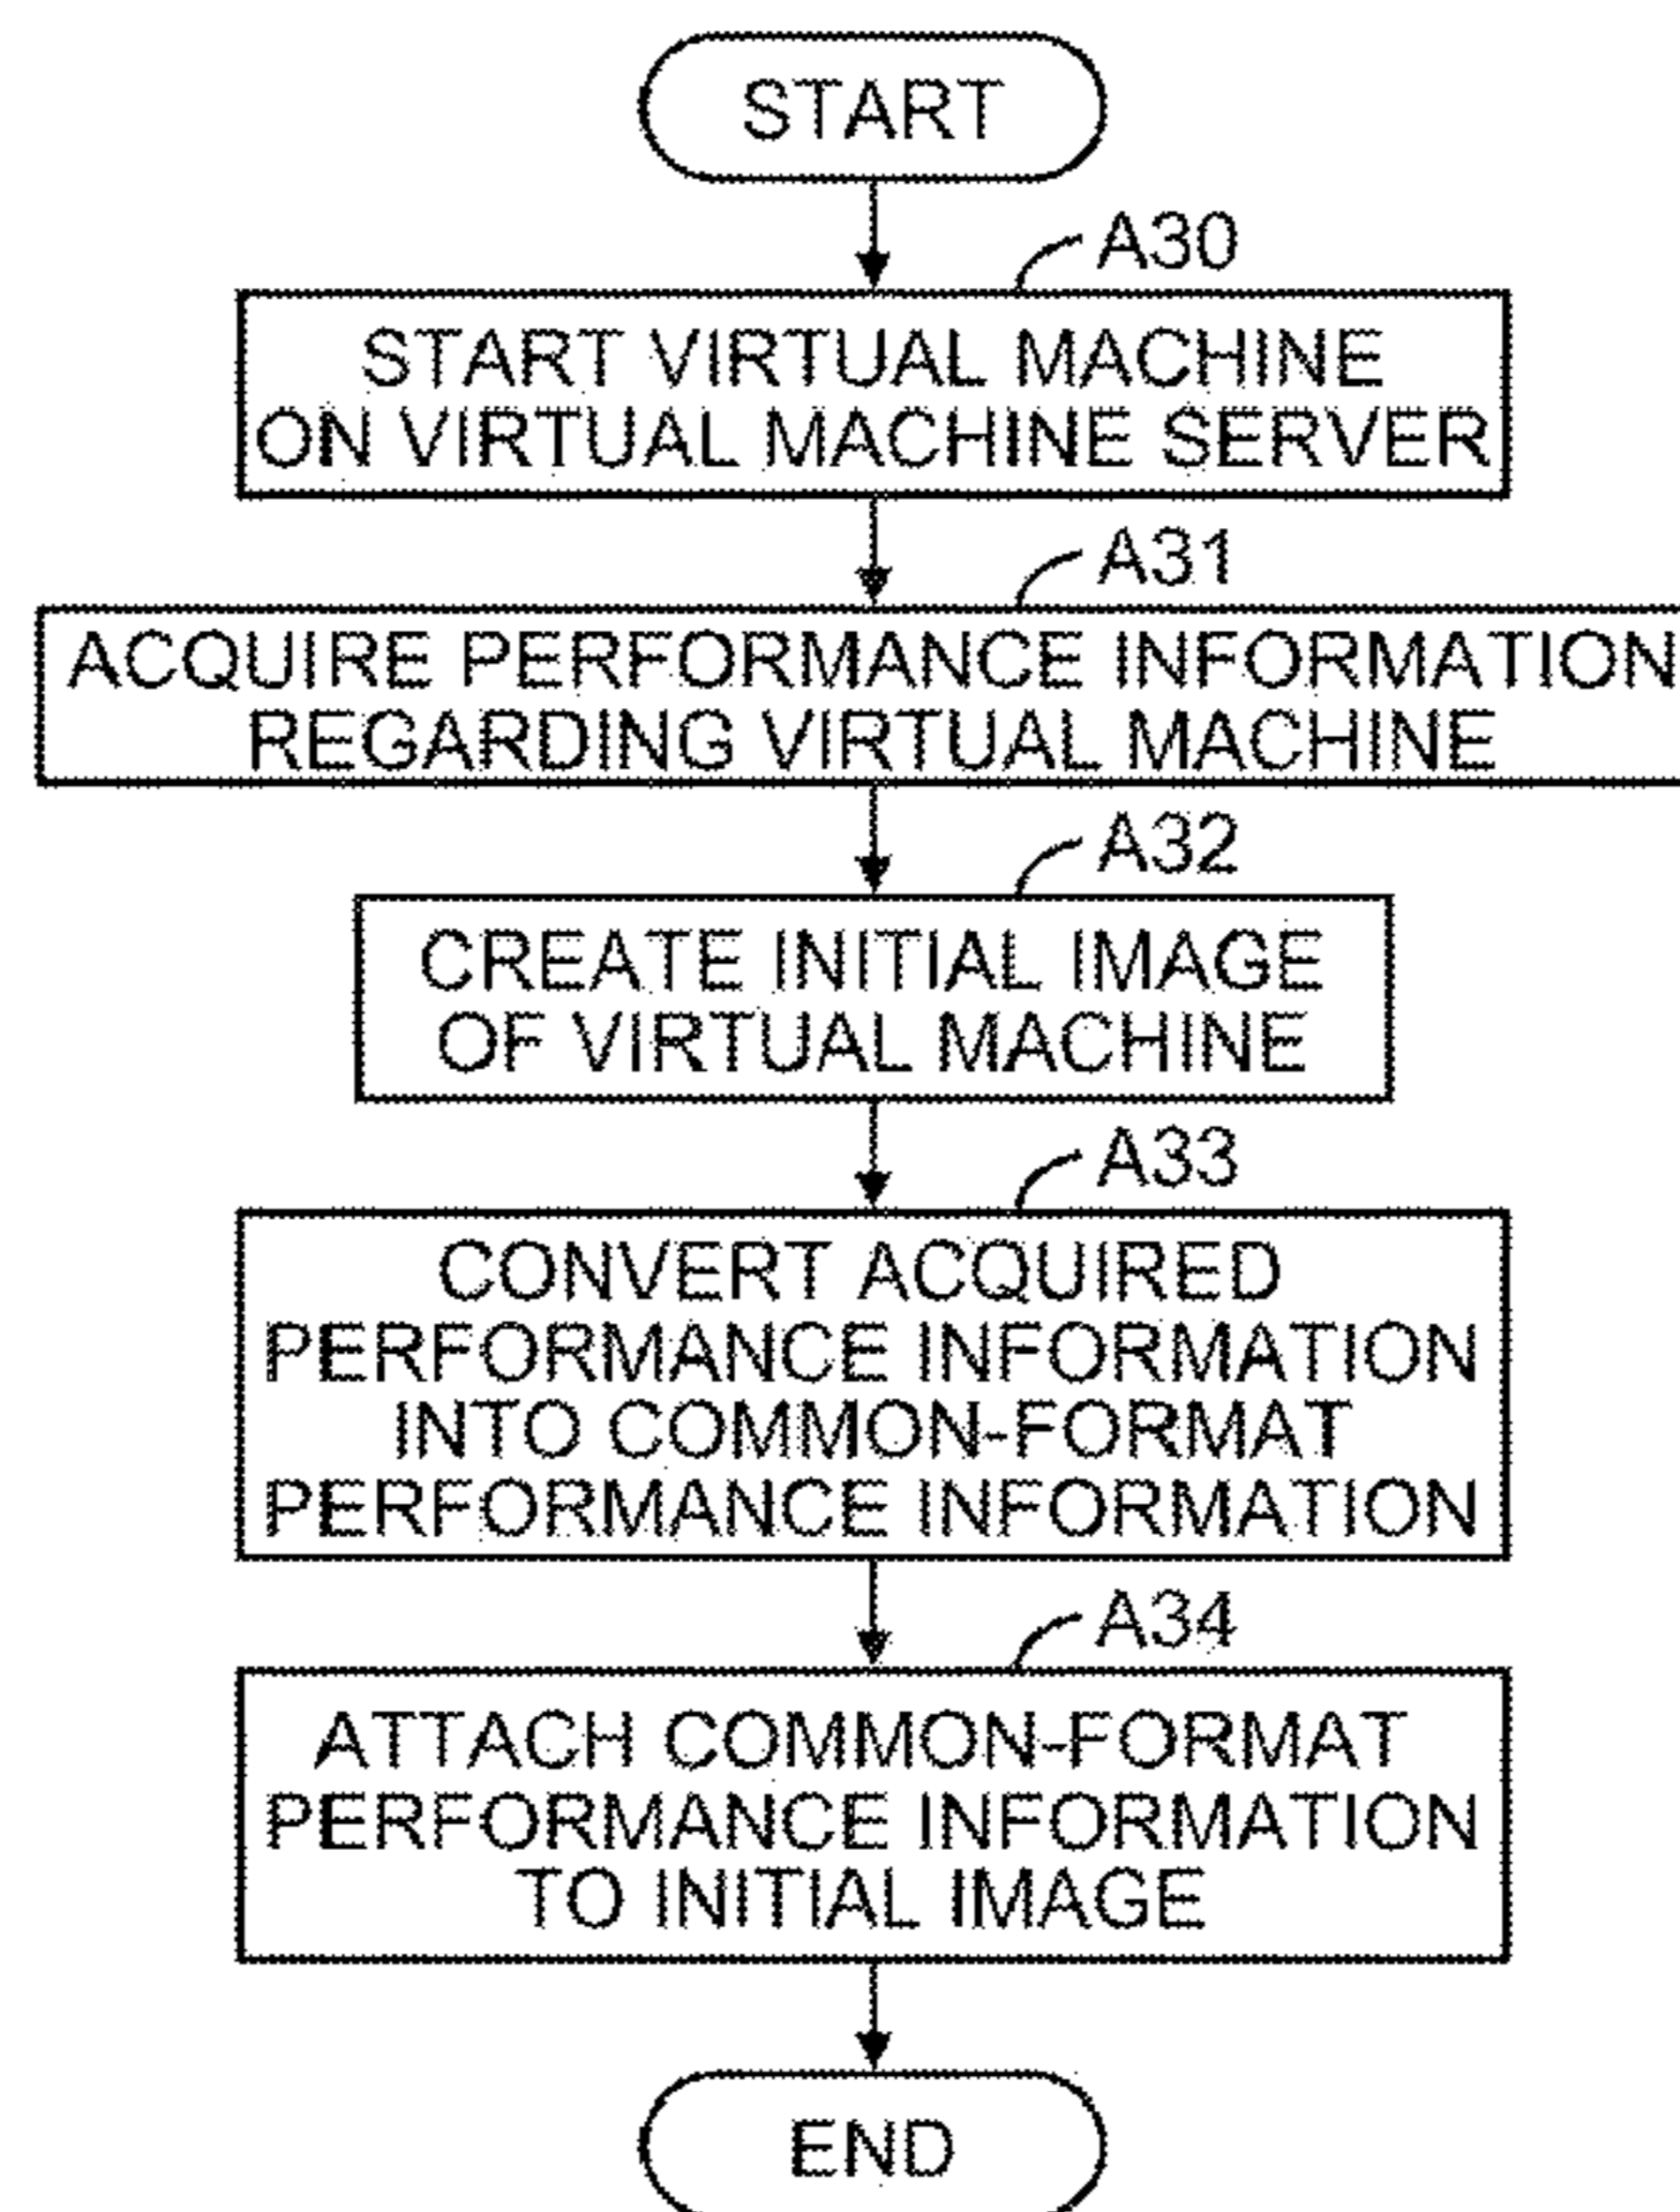 START
A30
START VIRTUAL MACHINE
ON VIRTUAL MACHINE SERVER
A31
ACQUIRE PERFORMANCE INFORMATION
REGARDING VIRTUAL MACHINE
A32
CREATE INITIAL IMAGE
OF VIRTUAL MACHINE
A33
CONVERT ACQUIRED
PERFORMANCE INFORMATION
INTO COMMON-FORMAT
PERFORMANCE INFORMATION
A34
ATTACH COMMON-FORMAT
PERFORMANCE INFORMATION
TO INITIAL IMAGE
END